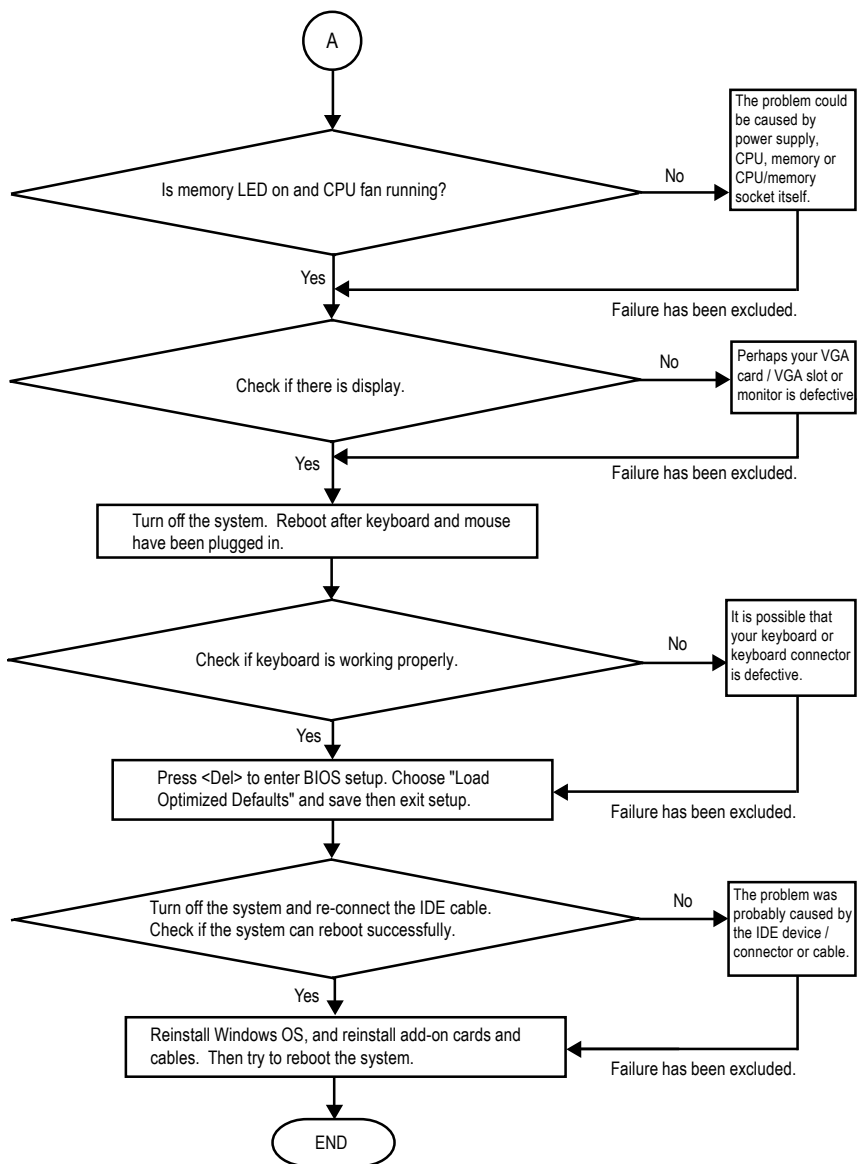 A
Is memory LED on and CPU fan running?
No
The problem could
be caused by
power supply,
CPU, memory or
CPU/memory
socket itself.
Yes
Failure has been excluded.
Check if there is display.
No
Perhaps your VGA
card / VGA slot or
monitor is defective
Yes
Failure has been excluded.
Turn off the system. Reboot after keyboard and mouse
have been plugged in.
Check if keyboard is working properly.
No
It is possible that
your keyboard or
keyboard connector
is defective.
Yes
Press <Del> to enter BIOS setup. Choose "Load
Optimized Defaults" and save then exit setup.
Failure has been excluded.
Turn off the system and re-connect the IDE cable.
Check if the system can reboot successfully.
No
The problem was
probably caused by
the IDE device /
connector or cable.
Yes
Reinstall Windows OS, and reinstall add-on cards and
cables. Then try to reboot the system.
Failure has been excluded.
END